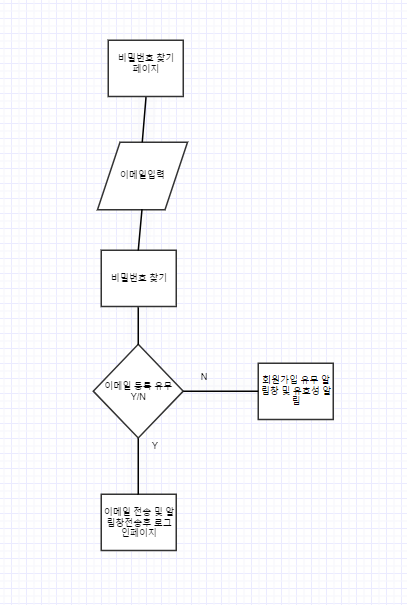 비밀번호 찾기
페이지
이메일입력
비밀번호 찾기
이메일 등록 유무
Y/N
N
회원가입 유무 알
림창 및 유효성 알
림
Y
이메일 전송 및 알
림창전송후 로그
인페이지